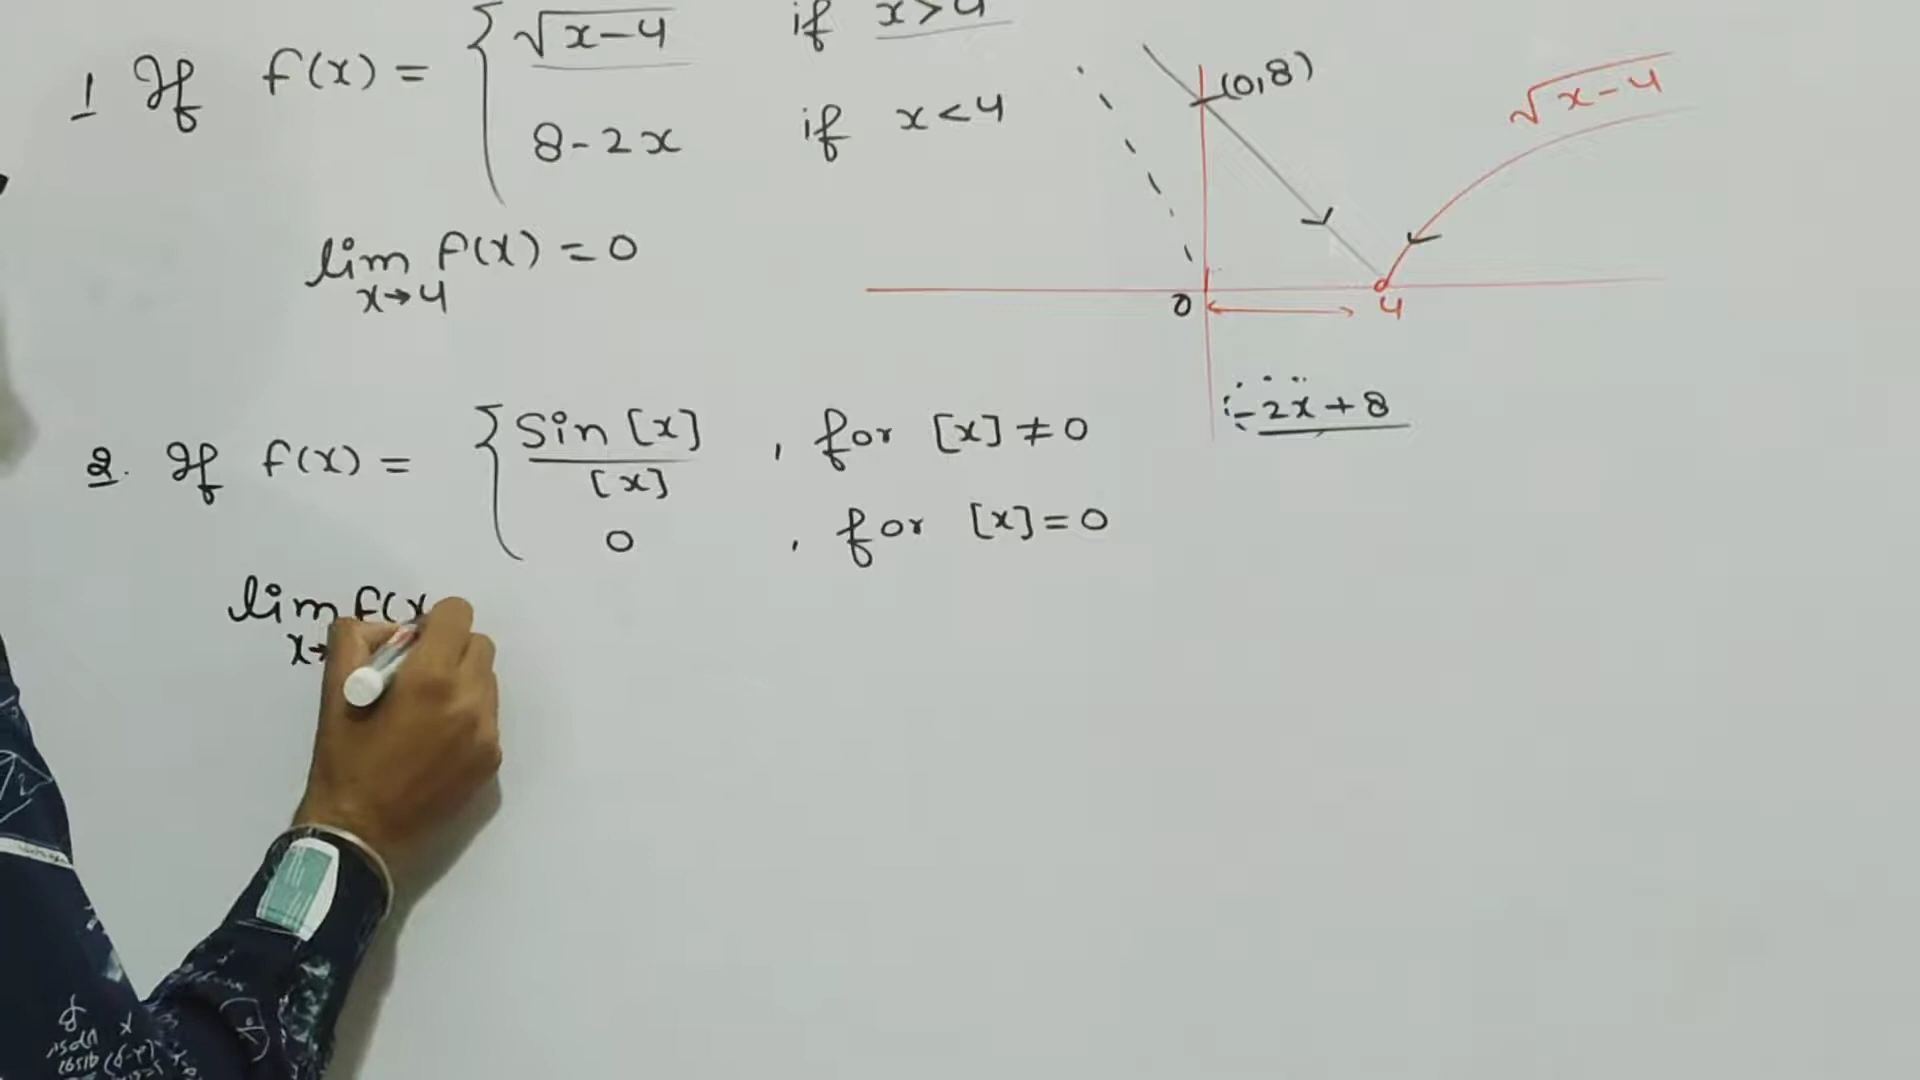 1 If f(x) = { √x-4 if x>4
8-2x if x<4
lim f(x) = 0
x→4
(0,8)
√x-4
0
4
-2x+8
2. If f(x) = { Sin [x] / [x] , for [x] ≠ 0
0 , for [x] = 0
lim f(x
x→